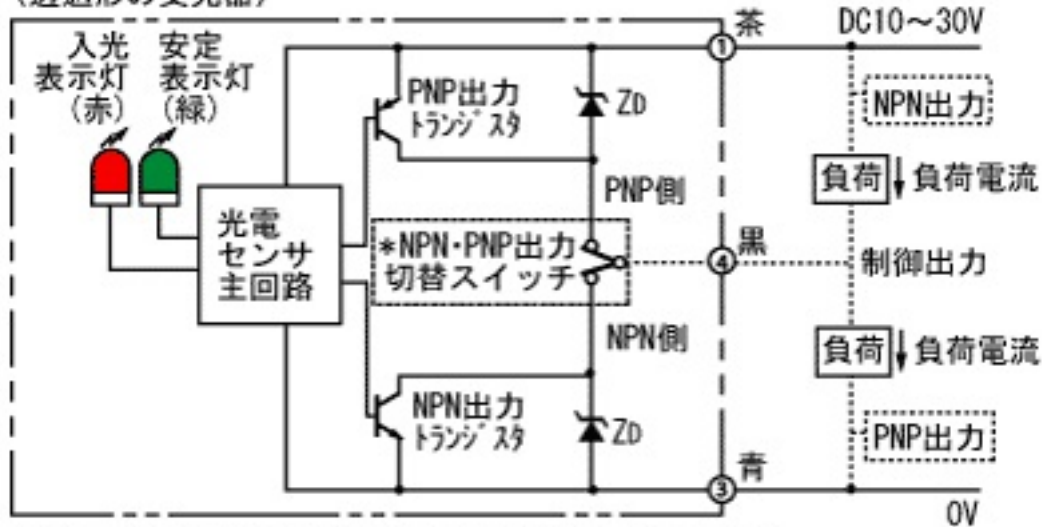 (透過形の受光器)
入光
表示灯
(赤)
安定
表示灯
(緑)
PNP出力
トランジスタ
ZD
PNP側
光電
センサ
主回路
*NPN・PNP出力
切替スイッチ
NPN側
NPN出力
トランジスタ
ZD
① 茶
④ 黒
③ 青
DC10～30V
NPN出力
負荷 負荷電流
制御出力
負荷 負荷電流
PNP出力
0V